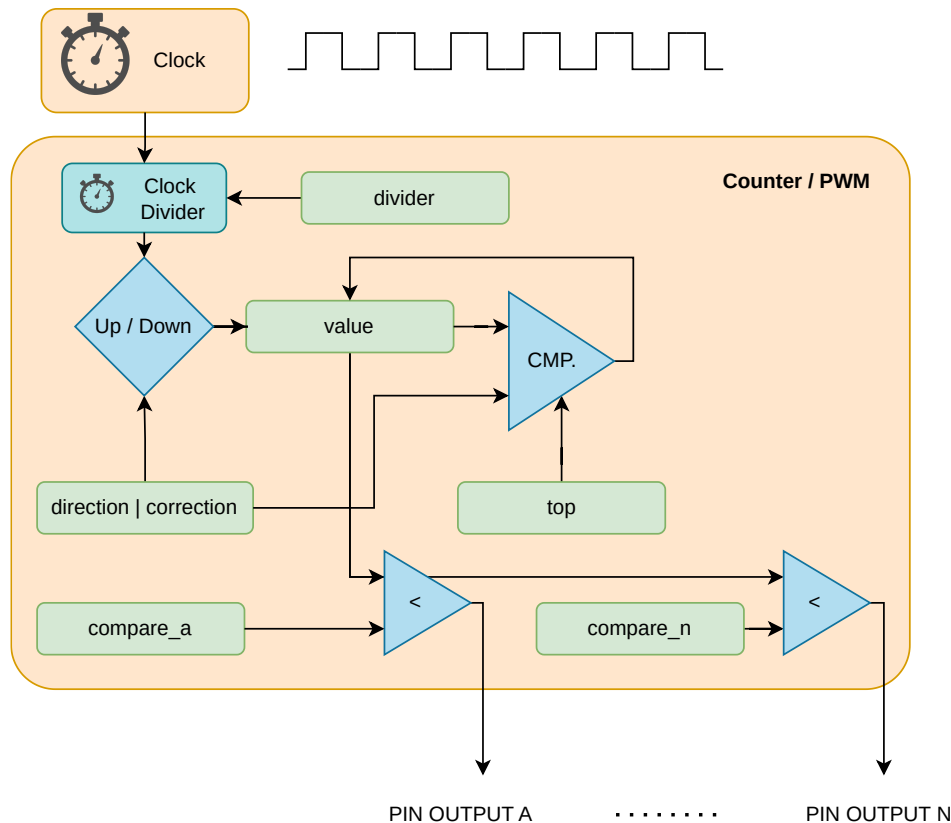 Clock
Clock
Divider
divider
Counter / PWM
Up / Down
value
CMP.
direction | correction
top
<
<
compare_a
compare_n
PIN OUTPUT A
. . . . . . . .
PIN OUTPUT N